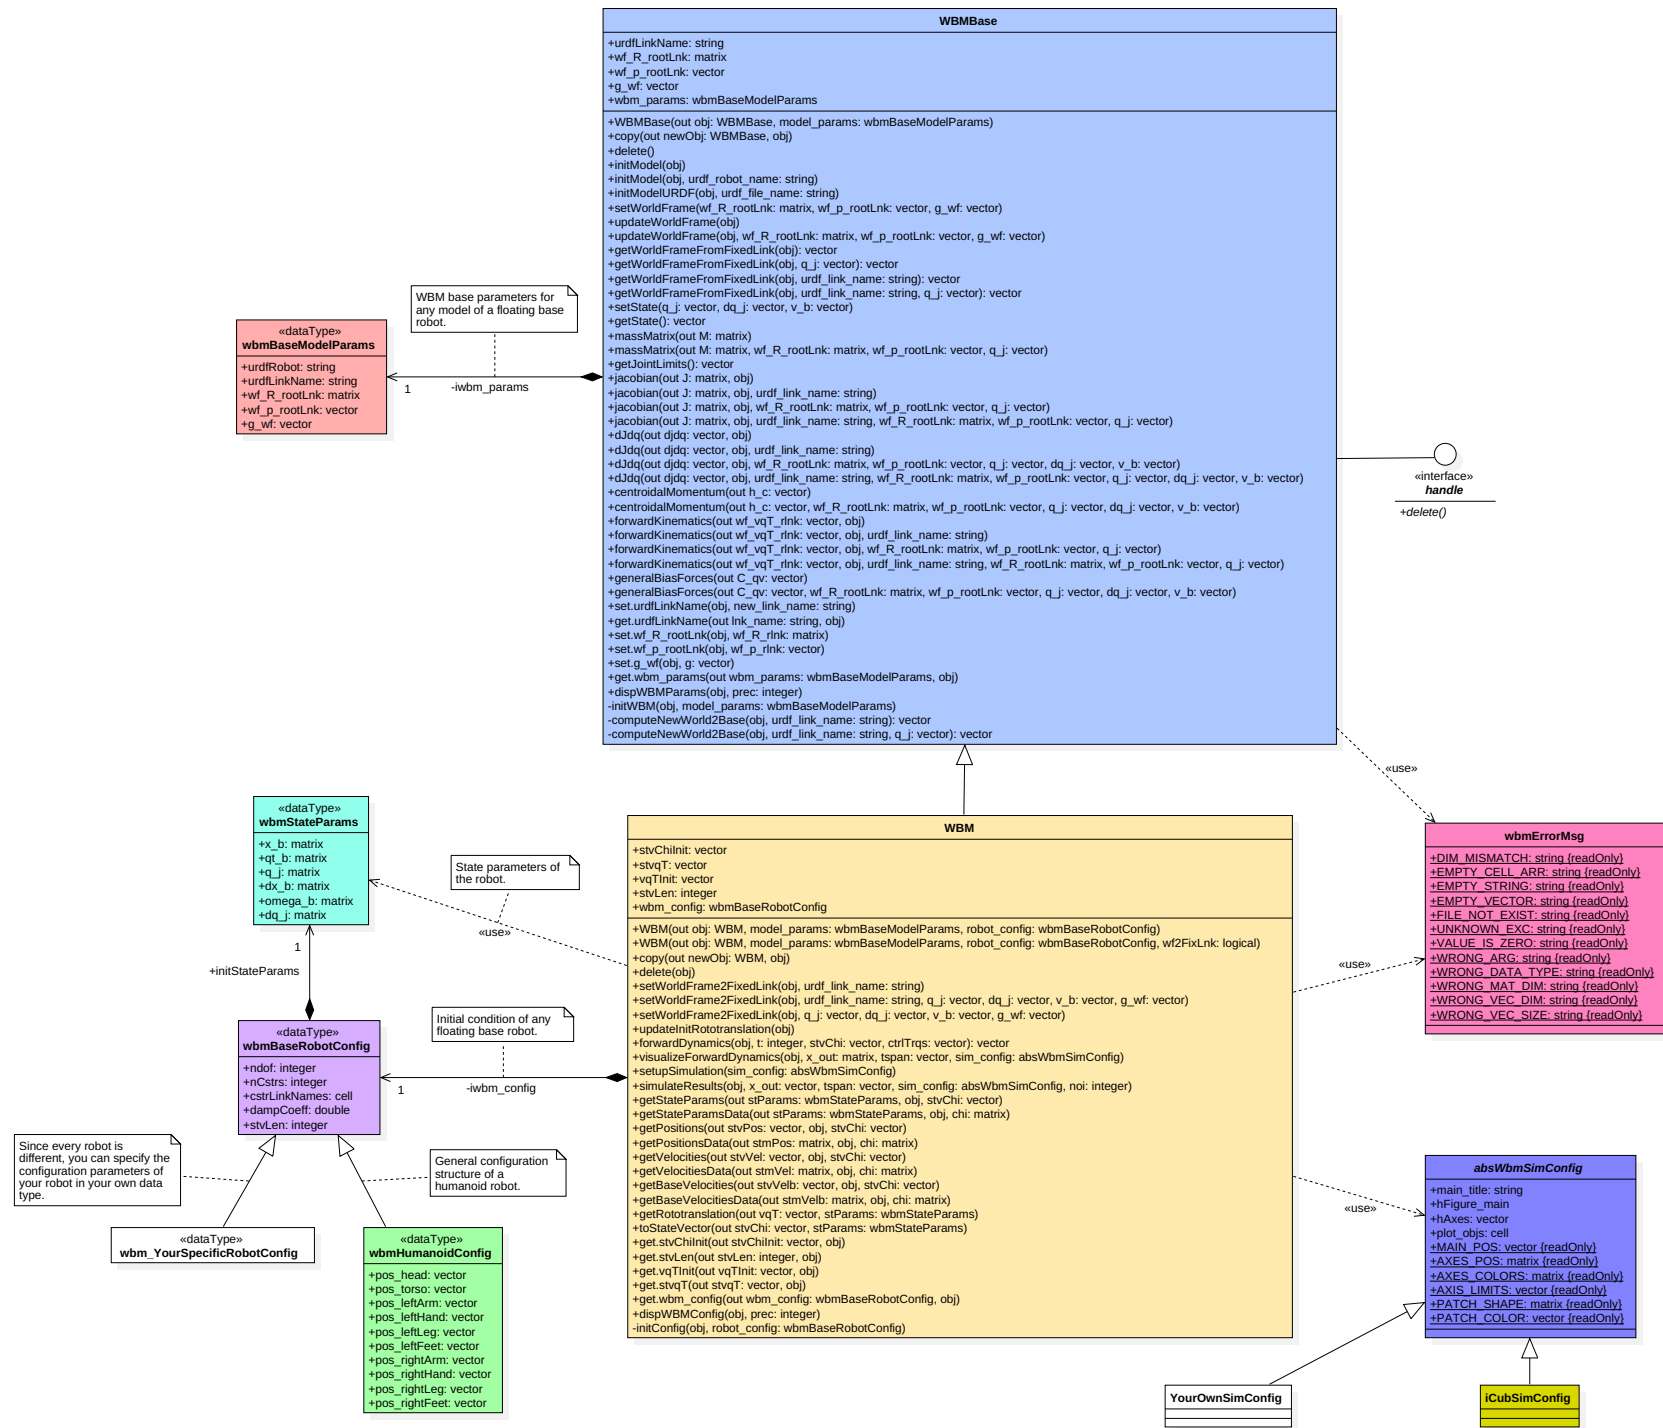 WBMBase
+urdfLinkName: string
+wf_R_rootLnk: matrix
+wf_p_rootLnk: vector
+g_wf: vector
+wbm_params: wbmBaseModelParams
+WBMBase(out obj: WBMBase, model_params: wbmBaseModelParams)
+copy(out newObj: WBMBase, obj)
+delete()
+initModel(obj)
+initModel(obj, urdf_robot_name: string)
+initModelURDF(obj, urdf_file_name: string)
+setWorldFrame(wf_R_rootLnk: matrix, wf_p_rootLnk: vector, g_wf: vector)
+updateWorldFrame(obj)
+updateWorldFrame(obj, wf_R_rootLnk: matrix, wf_p_rootLnk: vector, g_wf: vector)
+getWorldFrameFromFixedLink(obj): vector
+getWorldFrameFromFixedLink(obj, q_j: vector): vector
+getWorldFrameFromFixedLink(obj, urdf_link_name: string): vector
+getWorldFrameFromFixedLink(obj, urdf_link_name: string, q_j: vector): vector
+setState(q_j: vector, dq_j: vector, v_b: vector)
+getState(): vector
+massMatrix(out M: matrix)
+massMatrix(out M: matrix, wf_R_rootLnk: matrix, wf_p_rootLnk: vector, q_j: vector)
+getJointLimits(): vector
+jacobian(out J: matrix, obj)
+jacobian(out J: matrix, obj, urdf_link_name: string)
+jacobian(out J: matrix, obj, wf_R_rootLnk: matrix, wf_p_rootLnk: vector, q_j: vector)
+jacobian(out J: matrix, obj, urdf_link_name: string, wf_R_rootLnk: matrix, wf_p_rootLnk: vector, q_j: vector)
+dJdq(out djdq: vector, obj)
+dJdq(out djdq: vector, obj, urdf_link_name: string)
+dJdq(out djdq: vector, obj, wf_R_rootLnk: matrix, wf_p_rootLnk: vector, q_j: vector, dq_j: vector, v_b: vector)
+dJdq(out djdq: vector, obj, urdf_link_name: string, wf_R_rootLnk: matrix, wf_p_rootLnk: vector, q_j: vector, dq_j: vector, v_b: vector)
+centroidalMomentum(out h_c: vector)
+centroidalMomentum(out h_c: vector, wf_R_rootLnk: matrix, wf_p_rootLnk: vector, q_j: vector, dq_j: vector, v_b: vector)
+forwardKinematics(out wf_vqT_rlnk: vector, obj)
+forwardKinematics(out wf_vqT_rlnk: vector, obj, urdf_link_name: string)
+forwardKinematics(out wf_vqT_rlnk: vector, obj, wf_R_rootLnk: matrix, wf_p_rootLnk: vector, q_j: vector)
+forwardKinematics(out wf_vqT_rlnk: vector, obj, urdf_link_name: string, wf_R_rootLnk: matrix, wf_p_rootLnk: vector, q_j: vector)
+generalBiasForces(out C_qv: vector)
+generalBiasForces(out C_qv: vector, wf_R_rootLnk: matrix, wf_p_rootLnk: vector, q_j: vector, dq_j: vector, v_b: vector)
+set.urdfLinkName(obj, new_link_name: string)
+get.urdfLinkName(out lnk_name: string, obj)
+set.wf_R_rootLnk(obj, wf_R_rlnk: matrix)
+set.wf_p_rootLnk(obj, wf_p_rlnk: vector)
+set.g_wf(obj, g: vector)
+get.wbm_params(out wbm_params: wbmBaseModelParams, obj)
+dispWBMParams(obj, prec: integer)
-initWBM(obj, model_params: wbmBaseModelParams)
-computeNewWorld2Base(obj, urdf_link_name: string): vector
-computeNewWorld2Base(obj, urdf_link_name: string, q_j: vector): vector
WBM base parameters for
any model of a floating base
robot.
«dataType»
wbmBaseModelParams
+urdfRobot: string
+urdfLinkName: string
+wf_R_rootLnk: matrix
+wf_p_rootLnk: vector
+g_wf: vector
1
-iwbm_params
«interface»
handle
+delete()
«use»
«dataType»
wbmStateParams
+x_b: matrix
+qt_b: matrix
+q_j: matrix
+dx_b: matrix
+omega_b: matrix
+dq_j: matrix
State parameters of
the robot.
«use»
1
+initStateParams
WBM
+stvChiInit: vector
+stvqT: vector
+vqTInit: vector
+stvLen: integer
+wbm_config: wbmBaseRobotConfig
+WBM(out obj: WBM, model_params: wbmBaseModelParams, robot_config: wbmBaseRobotConfig)
+WBM(out obj: WBM, model_params: wbmBaseModelParams, robot_config: wbmBaseRobotConfig, wf2FixLnk: logical)
+copy(out newObj: WBM, obj)
+delete(obj)
+setWorldFrame2FixedLink(obj, urdf_link_name: string)
+setWorldFrame2FixedLink(obj, urdf_link_name: string, q_j: vector, dq_j: vector, v_b: vector, g_wf: vector)
+setWorldFrame2FixedLink(obj, q_j: vector, dq_j: vector, v_b: vector, g_wf: vector)
+updateInitRototranslation(obj)
+forwardDynamics(obj, t: integer, stvChi: vector, ctrlTrqs: vector): vector
+visualizeForwardDynamics(obj, x_out: matrix, tspan: vector, sim_config: absWbmSimConfig)
+setupSimulation(sim_config: absWbmSimConfig)
+simulateResults(obj, x_out: vector, tspan: vector, sim_config: absWbmSimConfig, noi: integer)
+getStateParams(out stParams: wbmStateParams, obj, stvChi: vector)
+getStateParamsData(out stParams: wbmStateParams, obj, chi: matrix)
+getPositions(out stvPos: vector, obj, stvChi: vector)
+getPositionsData(out stmPos: matrix, obj, chi: matrix)
+getVelocities(out stvVel: vector, obj, stvChi: vector)
+getVelocitiesData(out stmVel: matrix, obj, chi: matrix)
+getBaseVelocities(out stvVelb: vector, obj, stvChi: vector)
+getBaseVelocitiesData(out stmVelb: matrix, obj, chi: matrix)
+getRototranslation(out vqT: vector, stParams: wbmStateParams)
+toStateVector(out stvChi: vector, stParams: wbmStateParams)
+get.stvChiInit(out stvChiInit: vector, obj)
+get.stvLen(out stvLen: integer, obj)
+get.vqTInit(out vqTInit: vector, obj)
+get.stvqT(out stvqT: vector, obj)
+get.wbm_config(out wbm_config: wbmBaseRobotConfig, obj)
+dispWBMConfig(obj, prec: integer)
-initConfig(obj, robot_config: wbmBaseRobotConfig)
wbmErrorMsg
+DIM_MISMATCH: string {readOnly}
+EMPTY_CELL_ARR: string {readOnly}
+EMPTY_STRING: string {readOnly}
+EMPTY_VECTOR: string {readOnly}
+FILE_NOT_EXIST: string {readOnly}
+UNKNOWN_EXC: string {readOnly}
+VALUE_IS_ZERO: string {readOnly}
+WRONG_ARG: string {readOnly}
+WRONG_DATA_TYPE: string {readOnly}
+WRONG_MAT_DIM: string {readOnly}
+WRONG_VEC_DIM: string {readOnly}
+WRONG_VEC_SIZE: string {readOnly}
«use»
«dataType»
wbmBaseRobotConfig
+ndof: integer
+nCstrs: integer
+cstrLinkNames: cell
+dampCoeff: double
+stvLen: integer
Initial condition of any
floating base robot.
1
-iwbm_config
Since every robot is
different, you can specify the
configuration parameters of
your robot in your own data
type.
General configuration
structure of a
humanoid robot.
«dataType»
wbm_YourSpecificRobotConfig
«dataType»
wbmHumanoidConfig
+pos_head: vector
+pos_torso: vector
+pos_leftArm: vector
+pos_leftHand: vector
+pos_leftLeg: vector
+pos_leftFeet: vector
+pos_rightArm: vector
+pos_rightHand: vector
+pos_rightLeg: vector
+pos_rightFeet: vector
«use»
absWbmSimConfig
+main_title: string
+hFigure_main
+hAxes: vector
+plot_objs: cell
+MAIN_POS: vector {readOnly}
+AXES_POS: matrix {readOnly}
+AXES_COLORS: matrix {readOnly}
+AXIS_LIMITS: vector {readOnly}
+PATCH_SHAPE: matrix {readOnly}
+PATCH_COLOR: vector {readOnly}
YourOwnSimConfig
iCubSimConfig